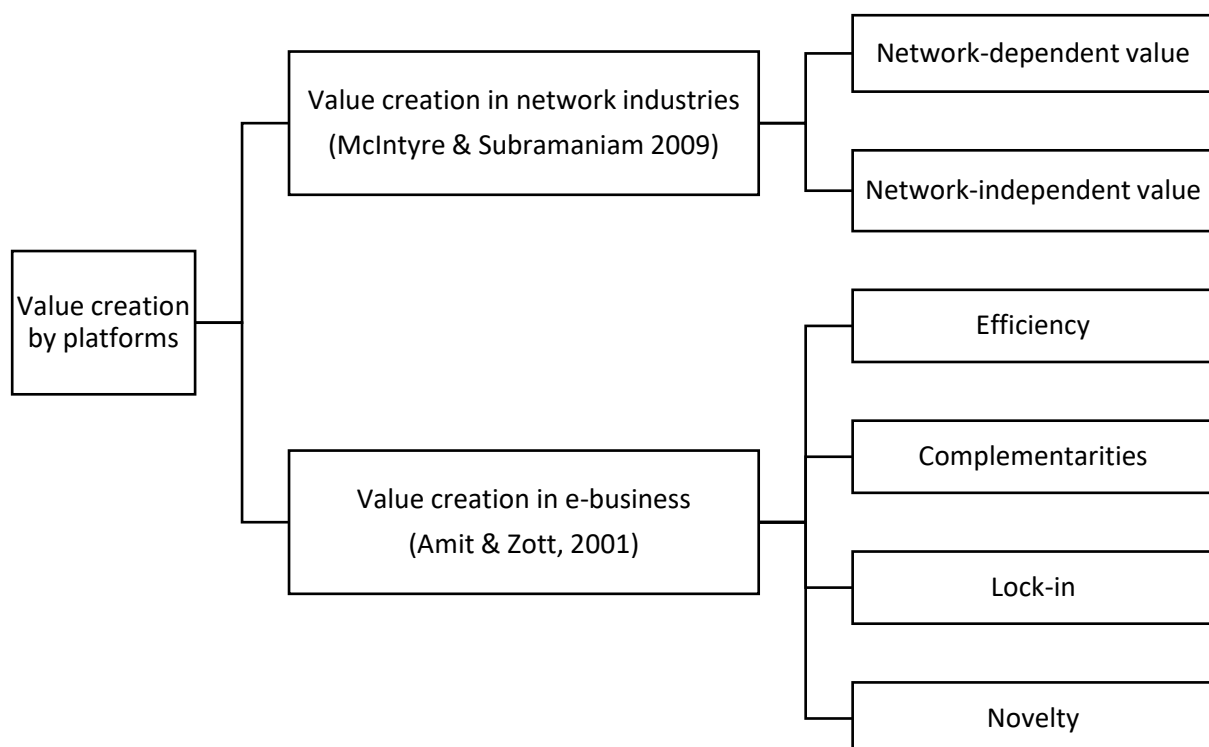 Value creation
by platforms
Value creation in network industries
(McIntyre & Subramaniam 2009)
Network-dependent value
Network-independent value
Value creation in e-business
(Amit & Zott, 2001)
Efficiency
Complementarities
Lock-in
Novelty